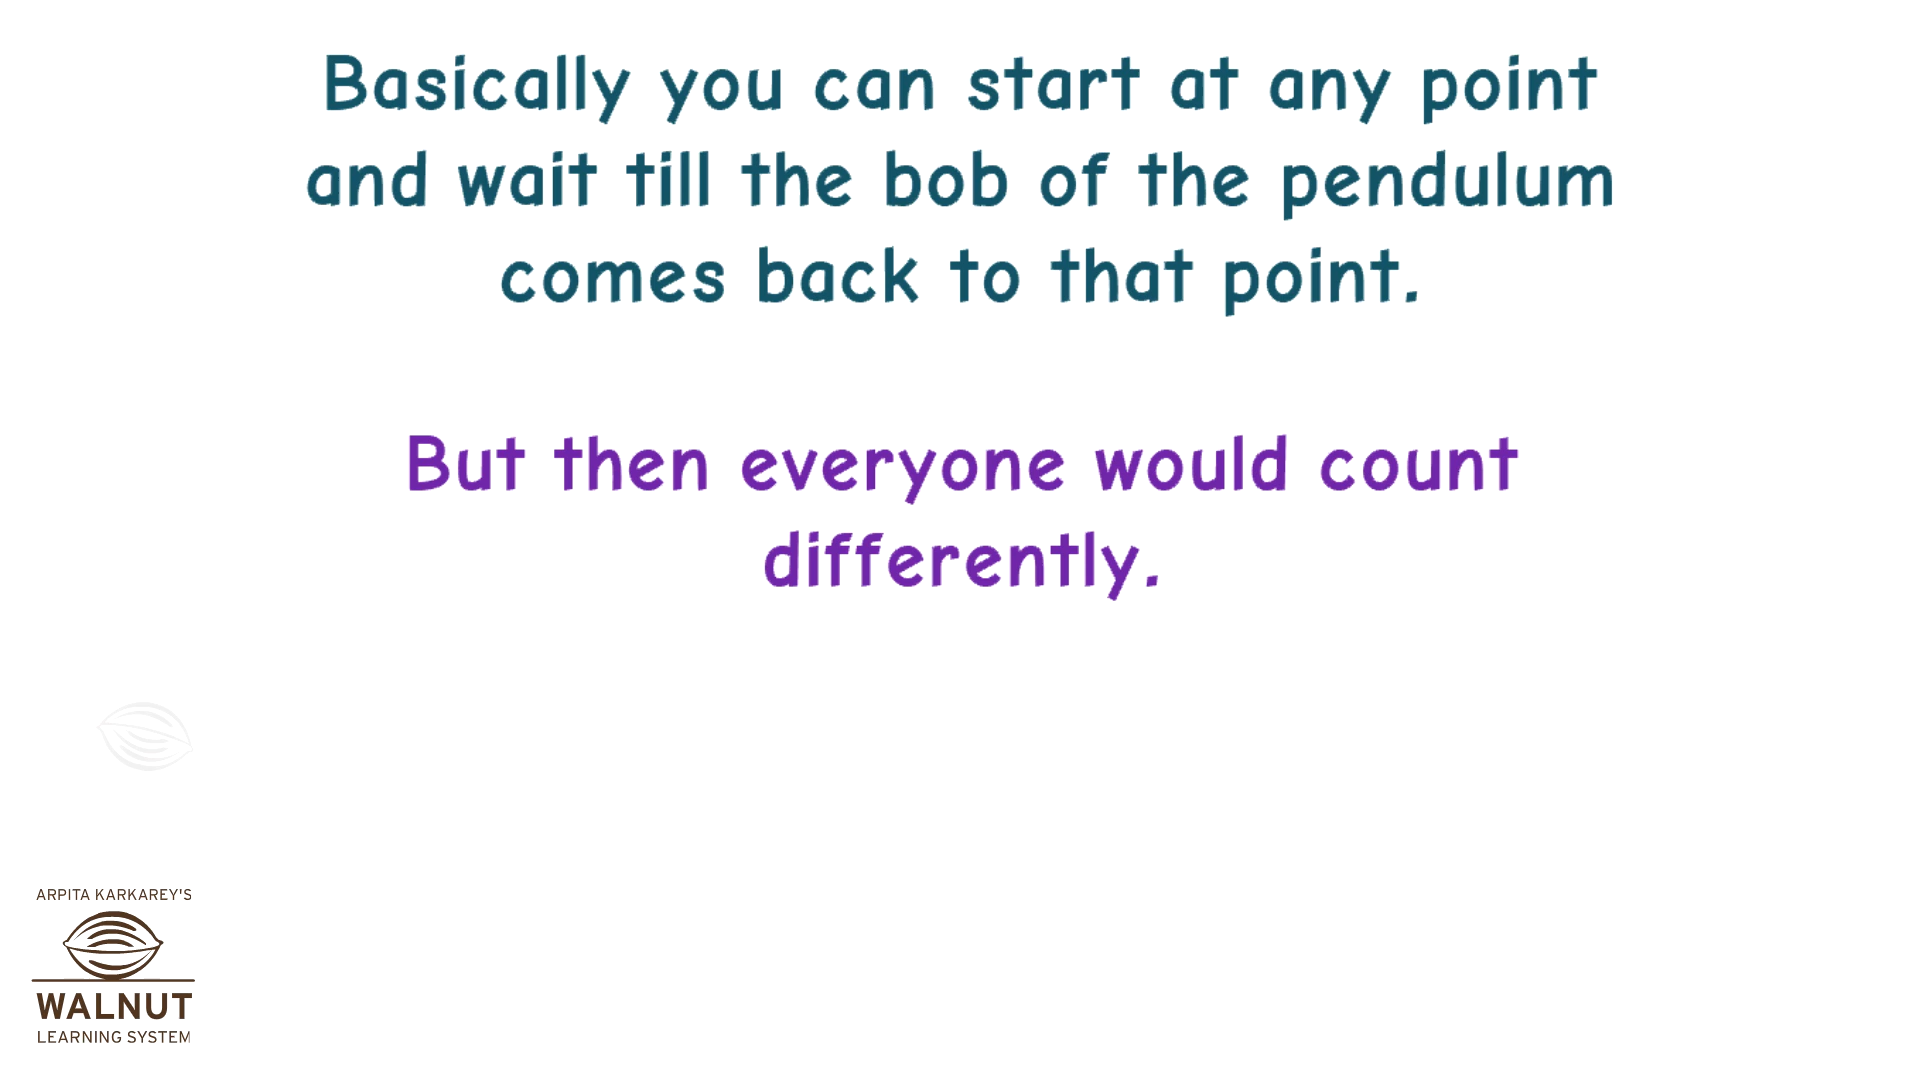 Basically you can start at any point
and wait till the bob of the pendulum
comes back to that point.
But then everyone would count
differently.
ARPITA KARKAREY'S
WALNUT
LEARNING SYSTEM